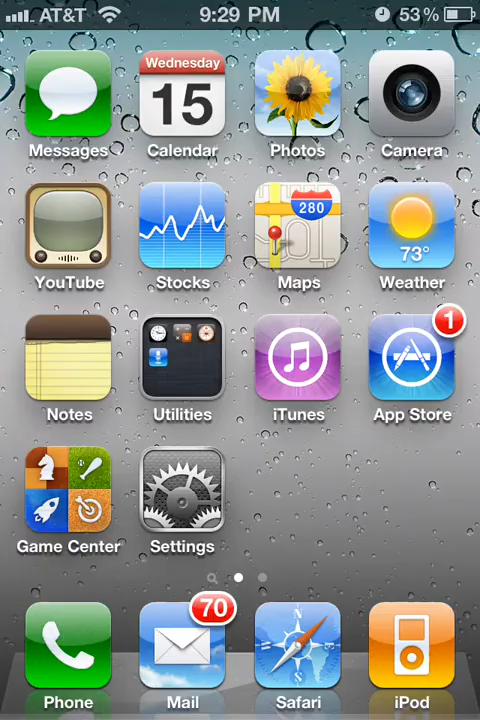 AT&T 9:29 PM 53%
Wednesday
15
280
73°
Messages Calendar Photos Camera
YouTube Stocks Maps Weather
1
Notes Utilities iTunes App Store
Game Center Settings
70
Phone Mail Safari iPod